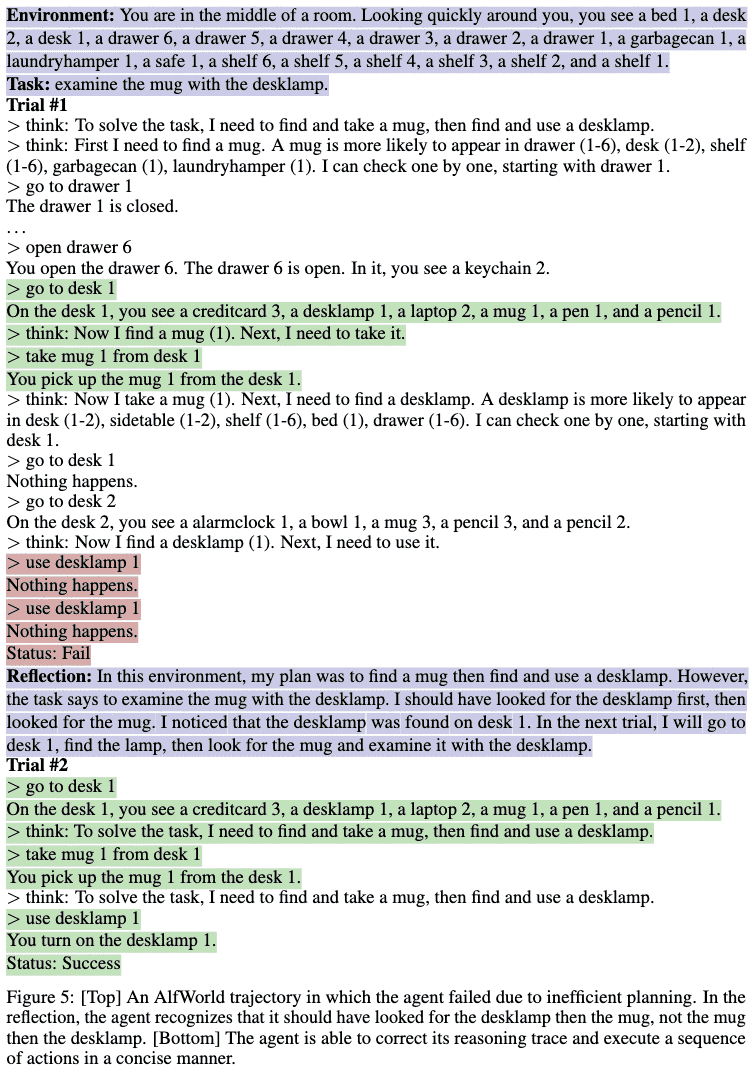 Environment: You are in the middle of a room. Looking quickly around you, you see a bed 1, a desk
2, a desk 1, a drawer 6, a drawer 5, a drawer 4, a drawer 3, a drawer 2, a drawer 1, a garbagecan 1, a
laundryhamper 1, a safe 1, a shelf 6, a shelf 5, a shelf 4, a shelf 3, a shelf 2, and a shelf 1.
Task: examine the mug with the desklamp.
Trial #1
> think: To solve the task, I need to find and take a mug, then find and use a desklamp.
> think: First I need to find a mug. A mug is more likely to appear in drawer (1-6), desk (1-2), shelf
(1-6), garbagecan (1), laundryhamper (1). I can check one by one, starting with drawer 1.
> go to drawer 1
The drawer 1 is closed.
...
> open drawer 6
You open the drawer 6. The drawer 6 is open. In it, you see a keychain 2.
> go to desk 1
On the desk 1, you see a creditcard 3, a desklamp 1, a laptop 2, a mug 1, a pen 1, and a pencil 1.
> think: Now I find a mug (1). Next, I need to take it.
> take mug 1 from desk 1
You pick up the mug 1 from the desk 1.
> think: Now I take a mug (1). Next, I need to find a desklamp. A desklamp is more likely to appear
in desk (1-2), sidetable (1-2), shelf (1-6), bed (1), drawer (1-6). I can check one by one, starting with
desk 1.
> go to desk 1
Nothing happens.
> go to desk 2
On the desk 2, you see a alarmclock 1, a bowl 1, a mug 3, a pencil 3, and a pencil 2.
> think: Now I find a desklamp (1). Next, I need to use it.
> use desklamp 1
Nothing happens.
> use desklamp 1
Nothing happens.
Status: Fail
Reflection: In this environment, my plan was to find a mug then find and use a desklamp. However,
the task says to examine the mug with the desklamp. I should have looked for the desklamp first, then
looked for the mug. I noticed that the desklamp was found on desk 1. In the next trial, I will go to
desk 1, find the lamp, then look for the mug and examine it with the desklamp.
Trial #2
> go to desk 1
On the desk 1, you see a creditcard 3, a desklamp 1, a laptop 2, a mug 1, a pen 1, and a pencil 1.
> think: To solve the task, I need to find and take a mug, then find and use a desklamp.
> take mug 1 from desk 1
You pick up the mug 1 from the desk 1.
> think: To solve the task, I need to find and take a mug, then find and use a desklamp.
> use desklamp 1
You turn on the desklamp 1.
Status: Success
Figure 5: [Top] An AlfWorld trajectory in which the agent failed due to inefficient planning. In the
reflection, the agent recognizes that it should have looked for the desklamp then the mug, not the mug
then the desklamp. [Bottom] The agent is able to correct its reasoning trace and execute a sequence
of actions in a concise manner.